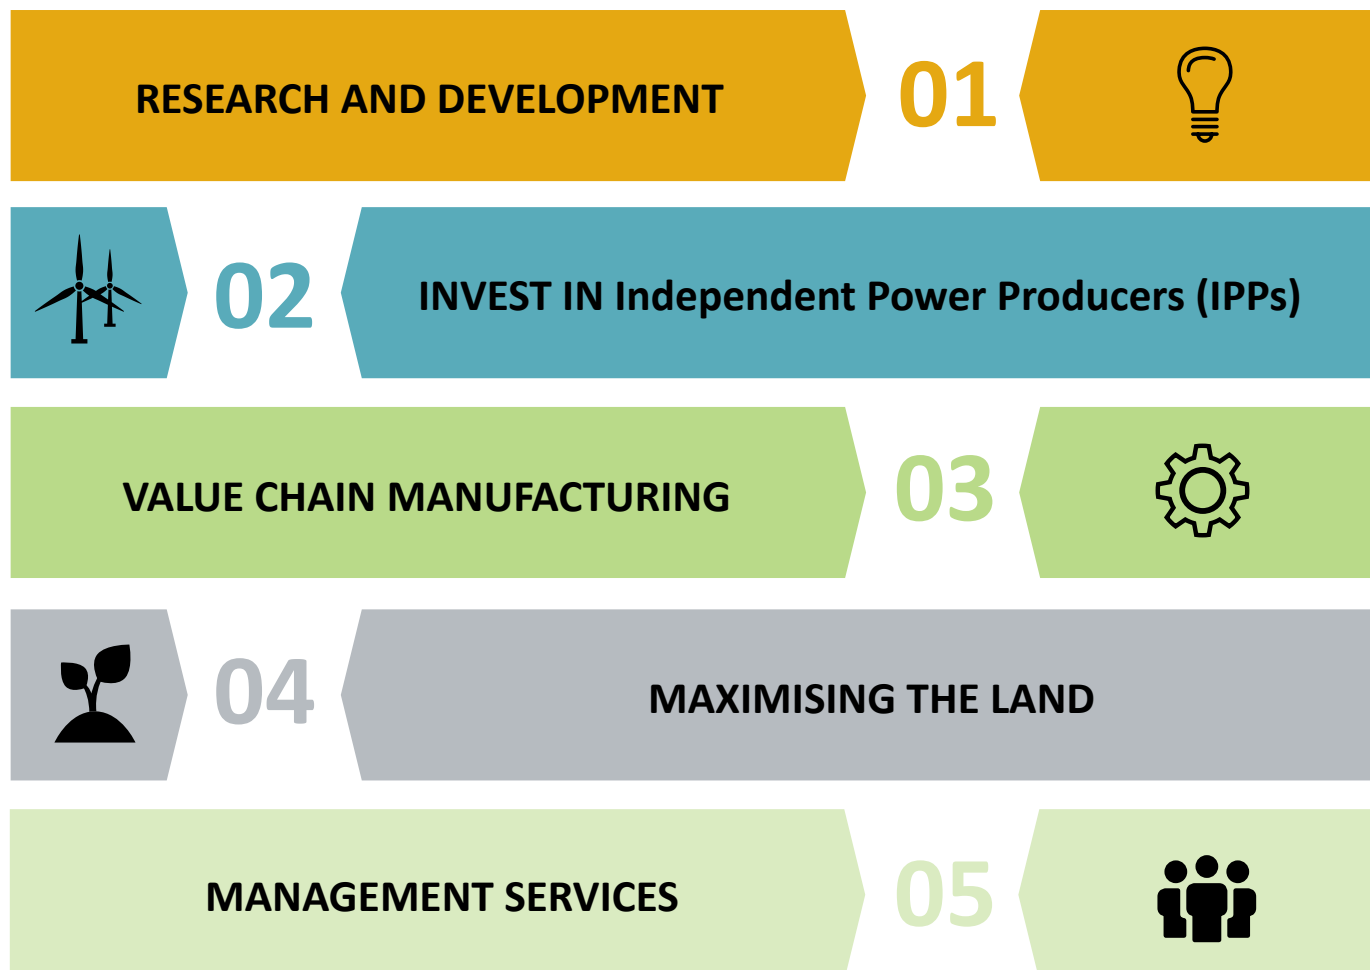 RESEARCH AND DEVELOPMENT 01
02 INVEST IN Independent Power Producers (IPPs)
VALUE CHAIN MANUFACTURING 03
04 MAXIMISING THE LAND
MANAGEMENT SERVICES 05